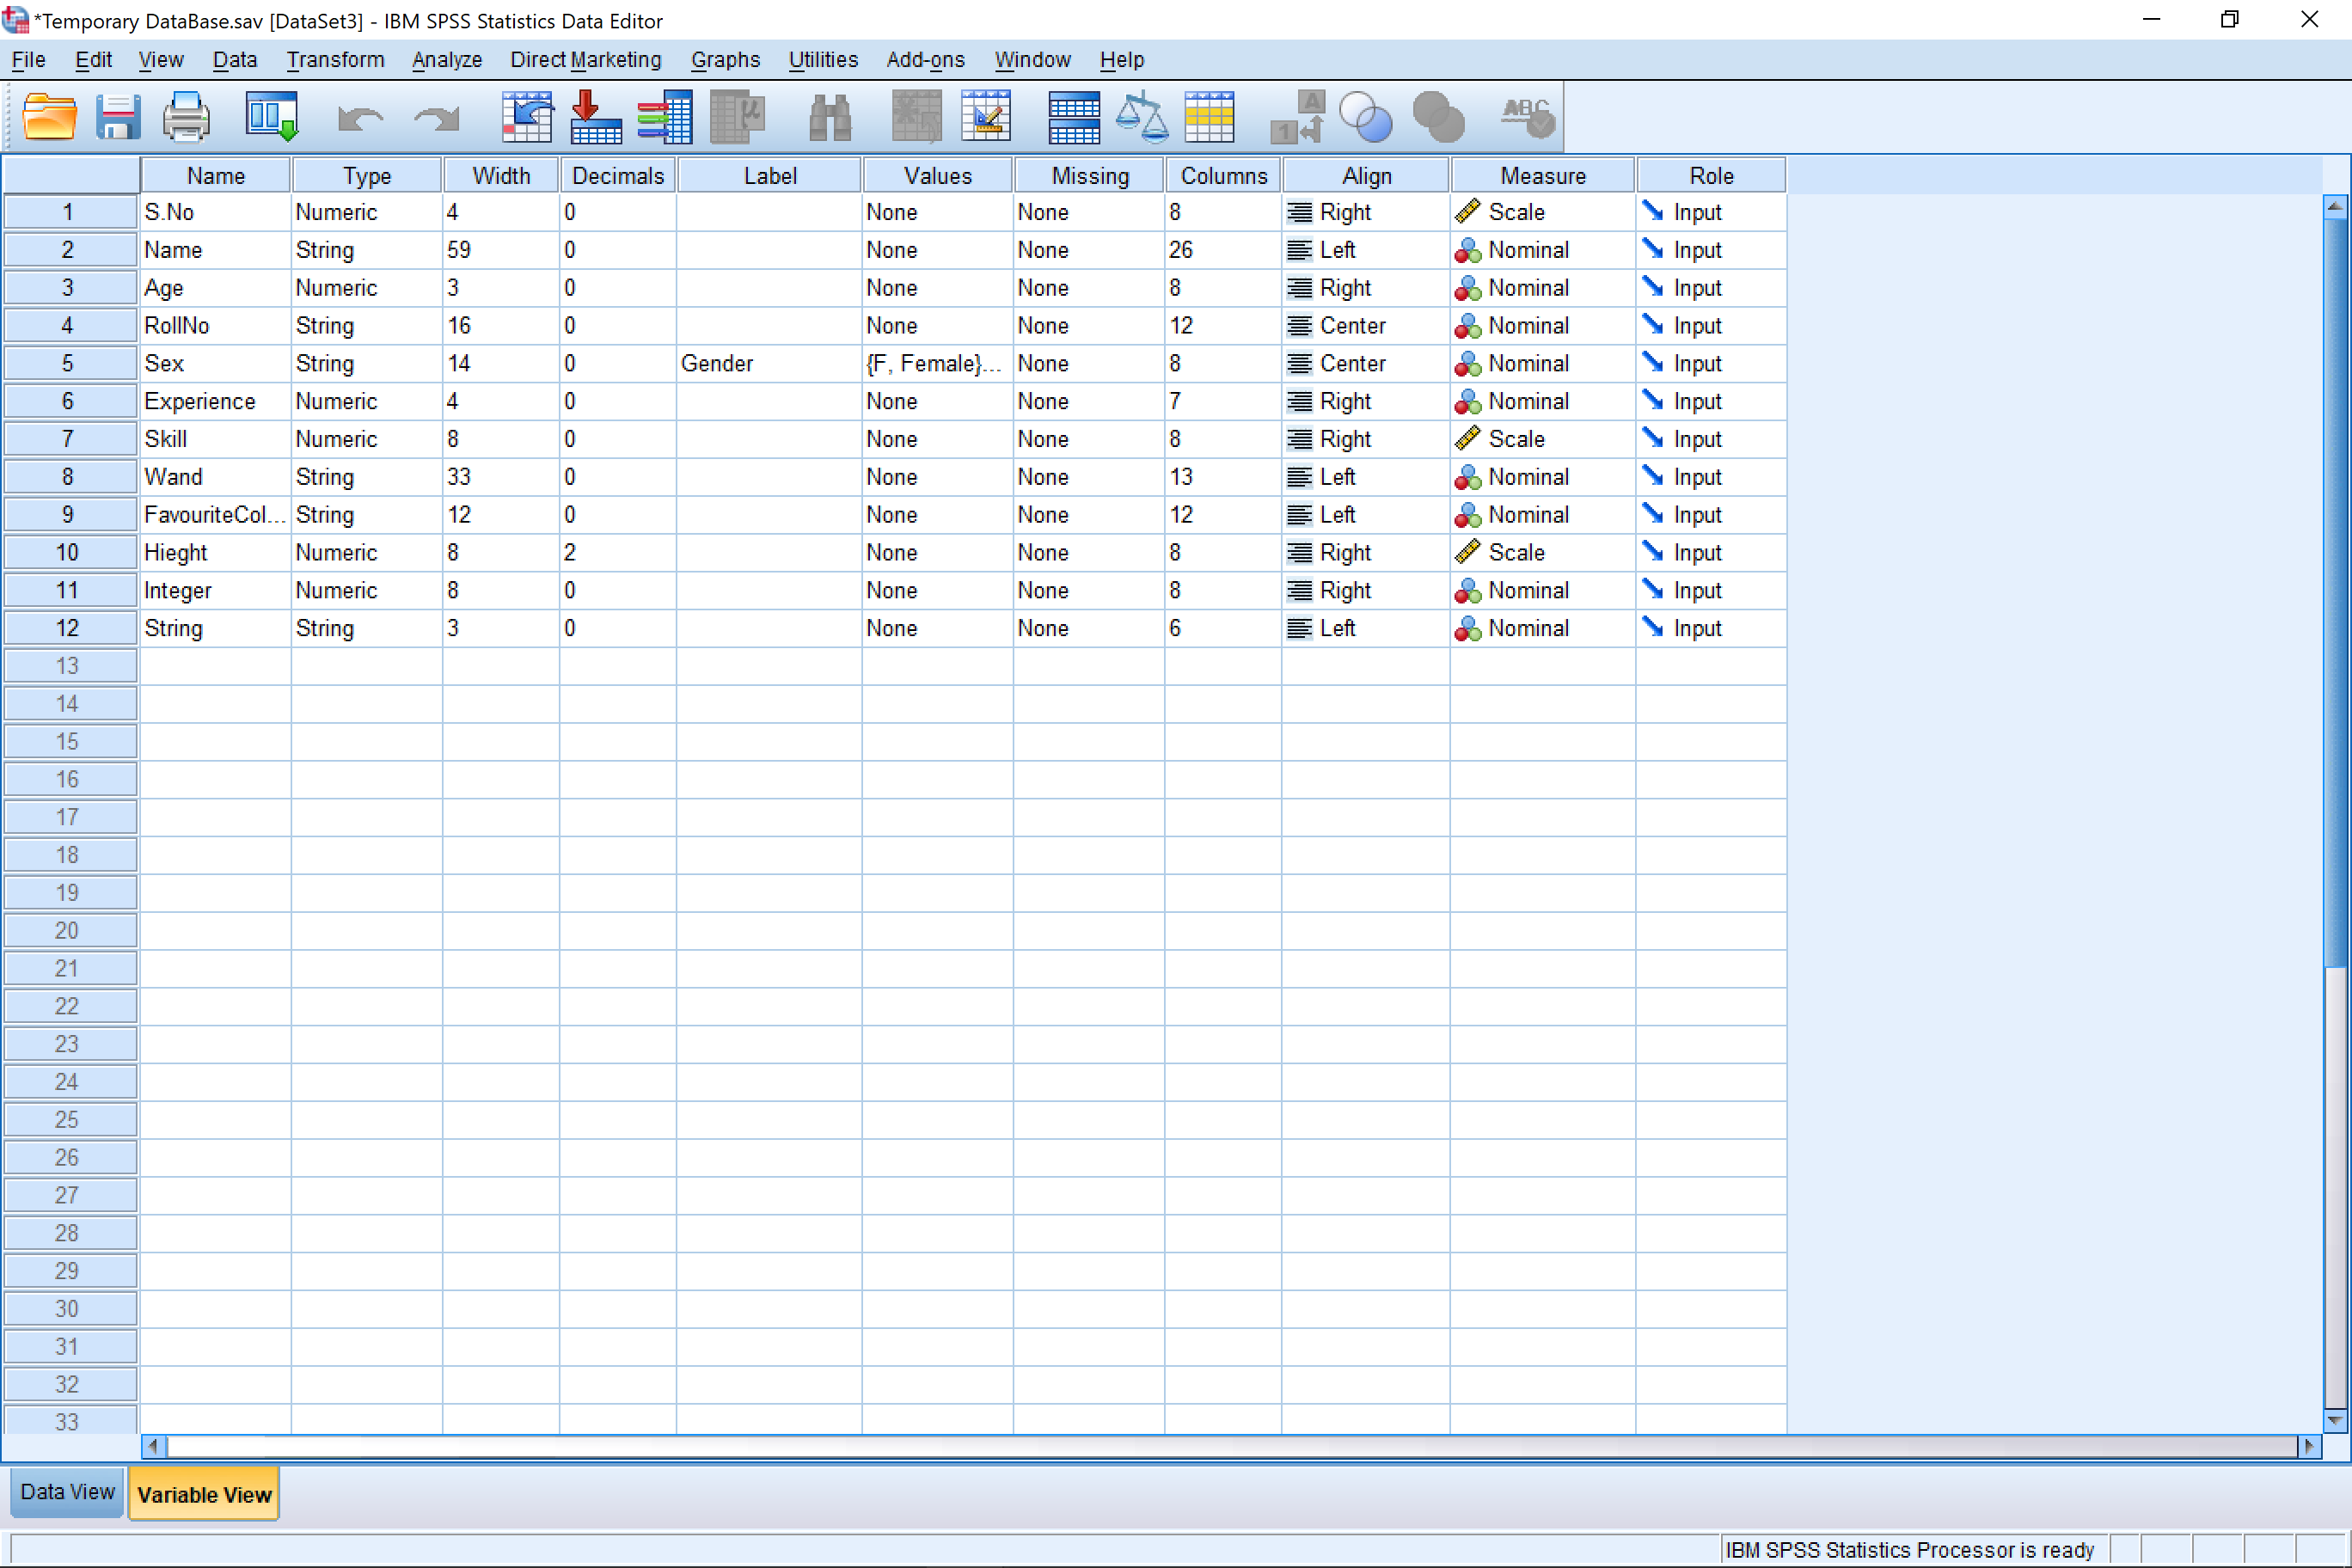 *Temporary DataBase.sav [DataSet3] - IBM SPSS Statistics Data Editor
File Edit View Data Transform Analyze Direct Marketing Graphs Utilities Add-ons Window Help
Name Type Width Decimals Label Values Missing Columns Align Measure Role
1 S.No Numeric 4 0 None None 8 Right Scale Input
2 Name String 59 0 None None 26 Left Nominal Input
3 Age Numeric 3 0 None None 8 Right Nominal Input
4 RollNo String 16 0 None None 12 Center Nominal Input
5 Sex String 14 0 Gender {F, Female}... None 8 Center Nominal Input
6 Experience Numeric 4 0 None None 7 Right Nominal Input
7 Skill Numeric 8 0 None None 8 Right Scale Input
8 Wand String 33 0 None None 13 Left Nominal Input
9 FavouriteCol... String 12 0 None None 12 Left Nominal Input
10 Hieght Numeric 8 2 None None 8 Right Scale Input
11 Integer Numeric 8 0 None None 8 Right Nominal Input
12 String String 3 0 None None 6 Left Nominal Input
13
14
15
16
17
18
19
20
21
22
23
24
25
26
27
28
29
30
31
32
33
Data View Variable View
IBM SPSS Statistics Processor is ready